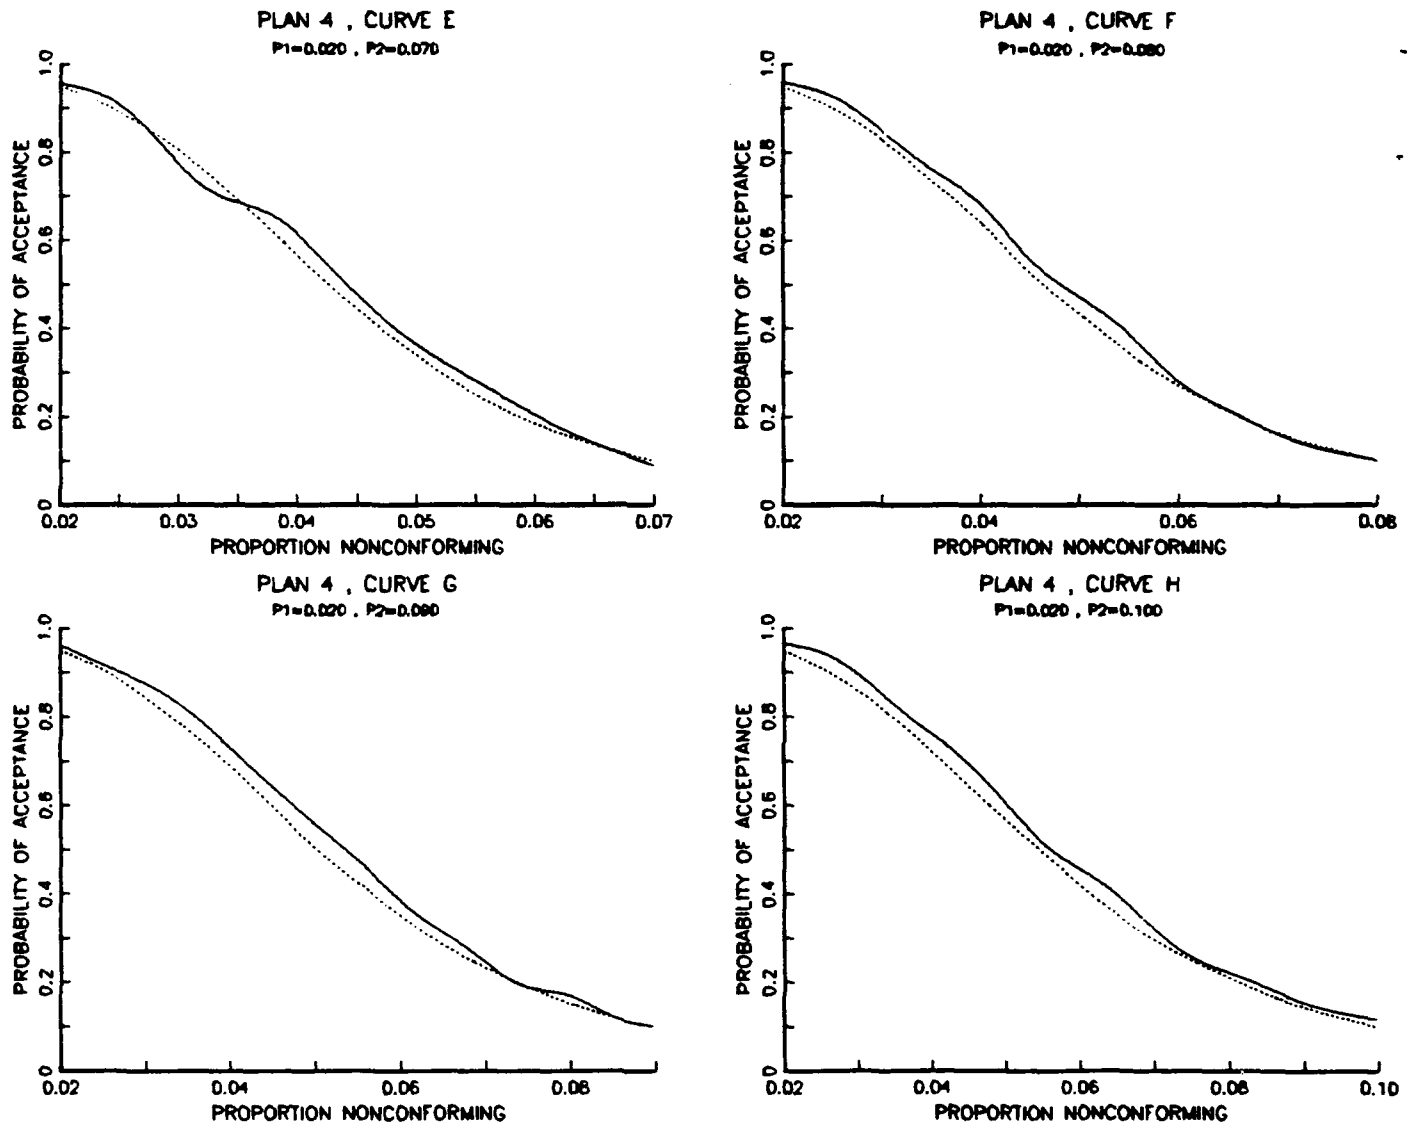 PLAN 4 , CURVE E
P1=0.020 , P2=0.070
PROBABILITY OF ACCEPTANCE
1.0
0.8
0.6
0.4
0.2
0
0.02 0.03 0.04 0.05 0.06 0.07
PROPORTION NONCONFORMING
PLAN 4 , CURVE F
P1=0.020 , P2=0.080
PROBABILITY OF ACCEPTANCE
1.0
0.8
0.6
0.4
0.2
0
0.02 0.04 0.06 0.08
PROPORTION NONCONFORMING
PLAN 4 , CURVE G
P1=0.020 , P2=0.090
PROBABILITY OF ACCEPTANCE
1.0
0.8
0.6
0.4
0.2
0
0.02 0.04 0.06 0.08
PROPORTION NONCONFORMING
PLAN 4 , CURVE H
P1=0.020 , P2=0.100
PROBABILITY OF ACCEPTANCE
1.0
0.8
0.6
0.4
0.2
0
0.02 0.04 0.06 0.08 0.10
PROPORTION NONCONFORMING